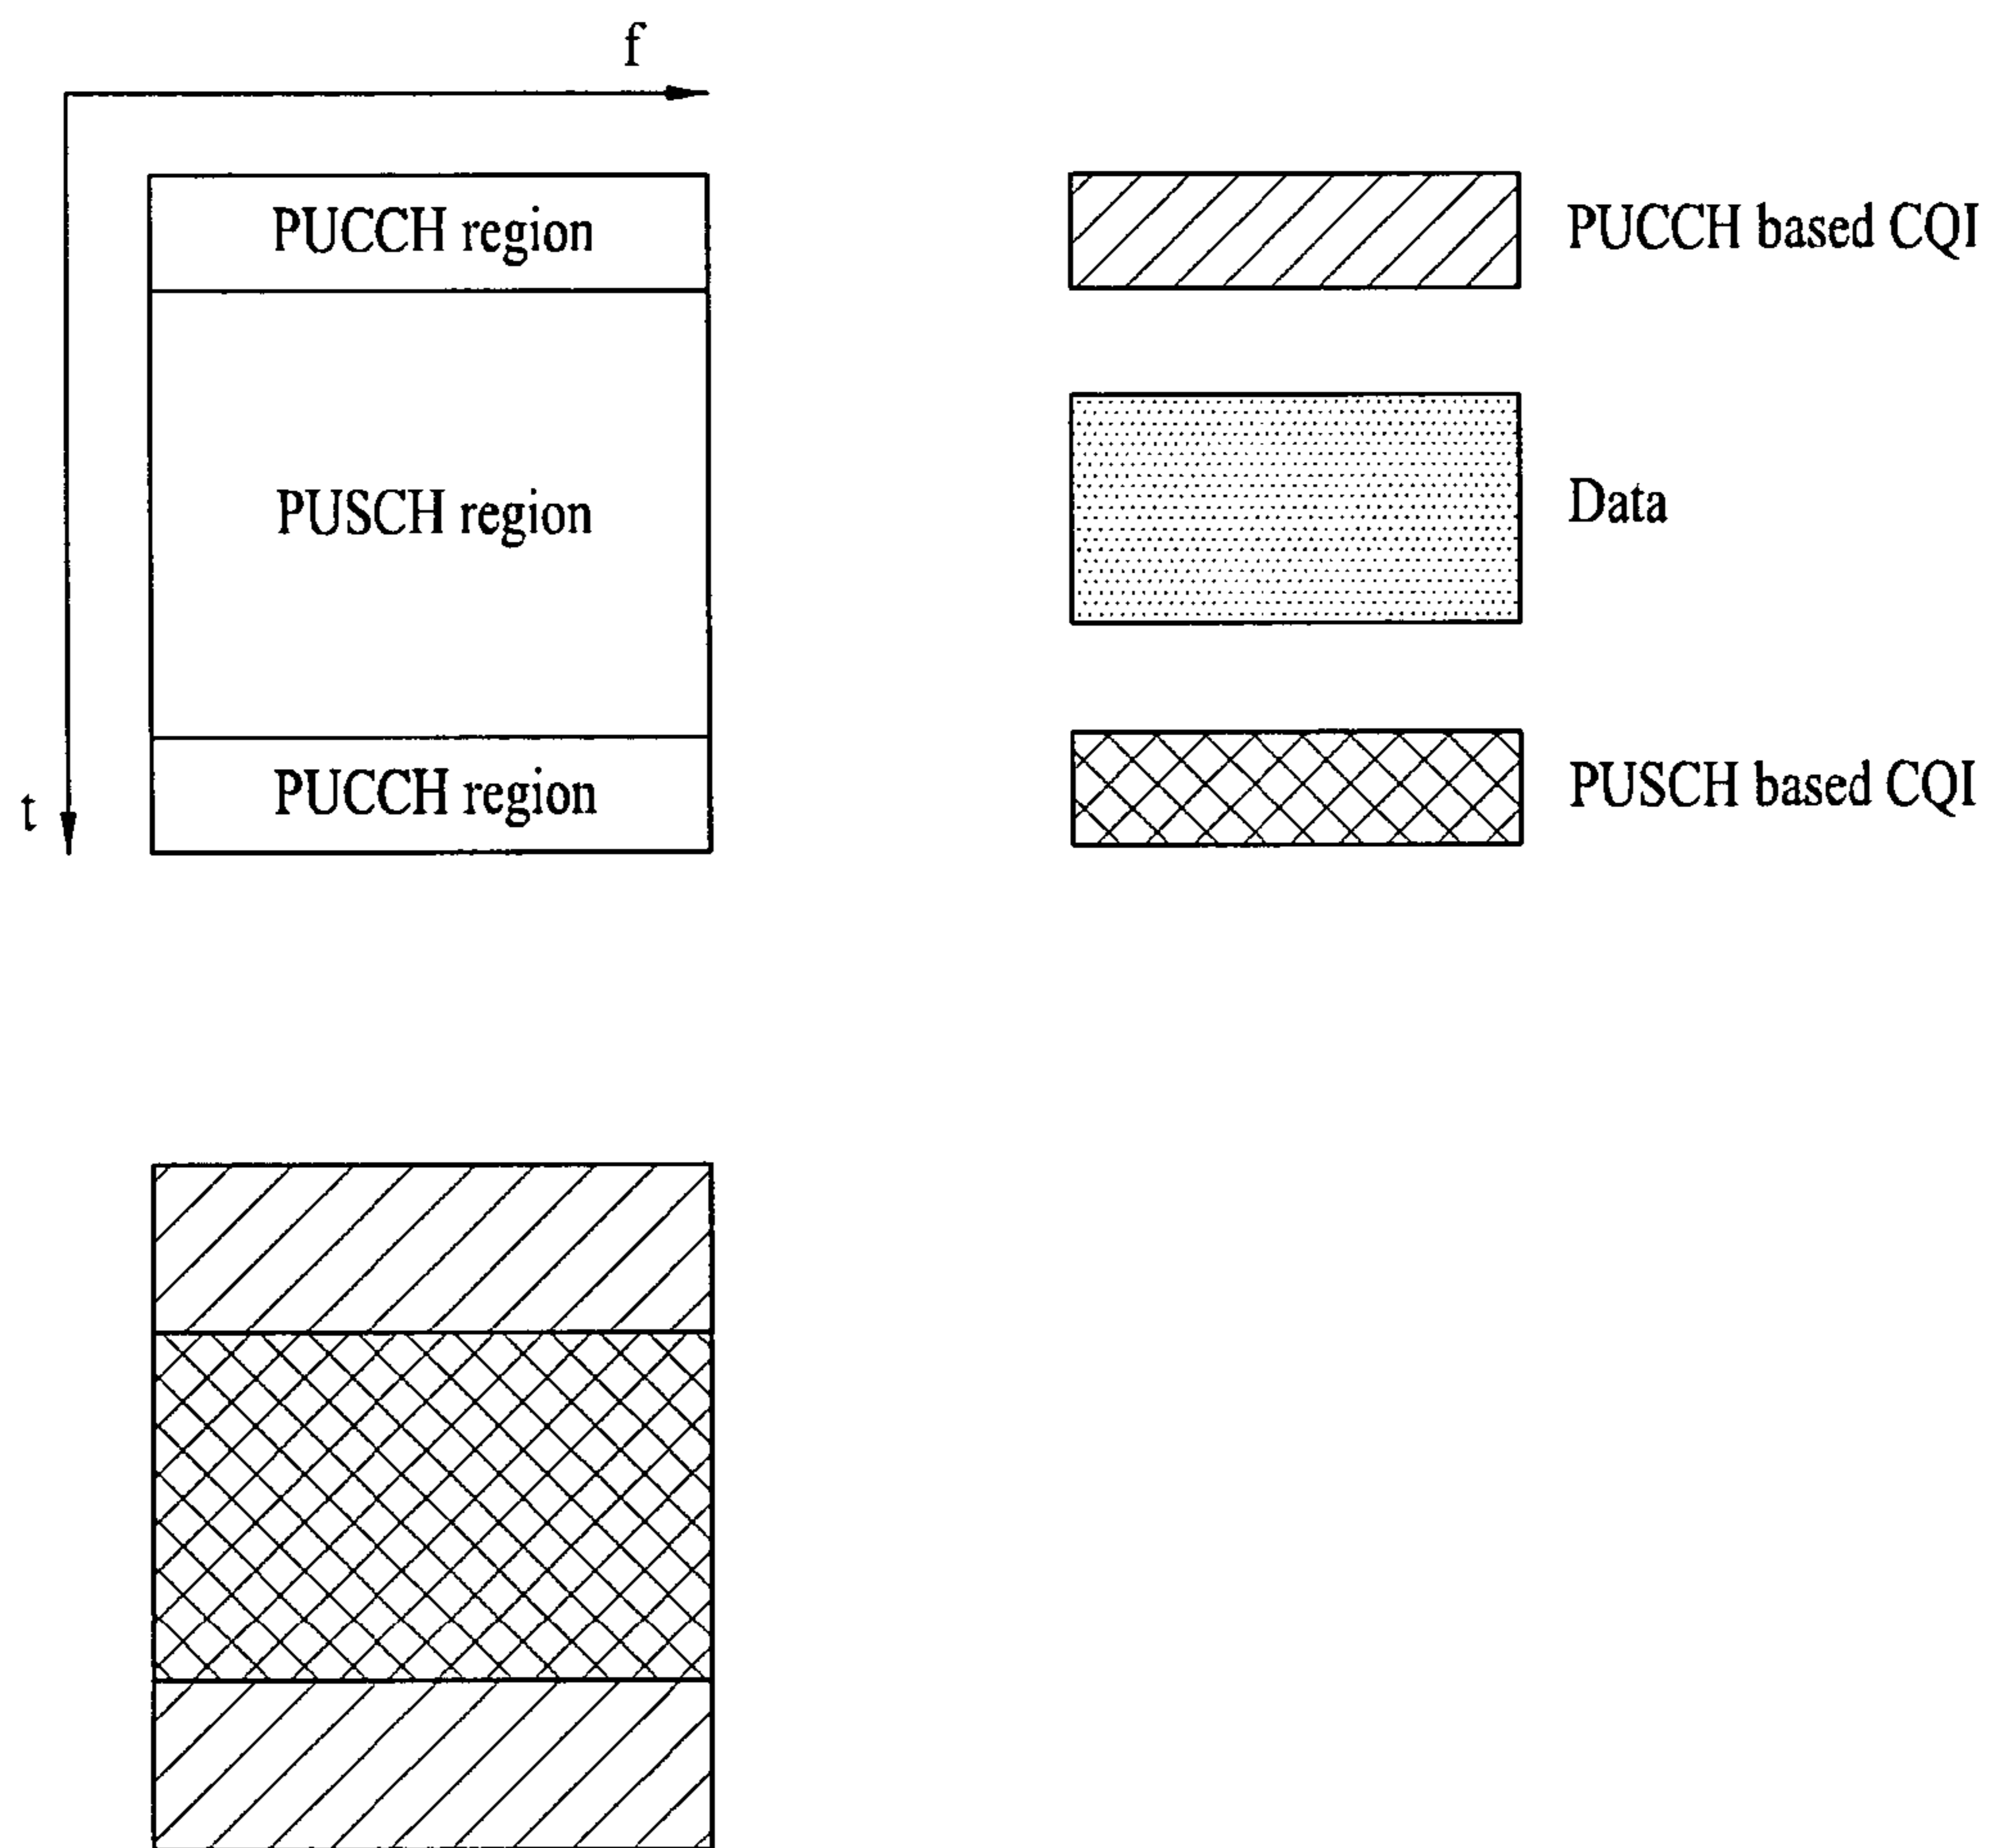 f
PUCCH region
PUCCH based CQI
PUSCH region
Data
PUCCH region
PUSCH based CQI
t